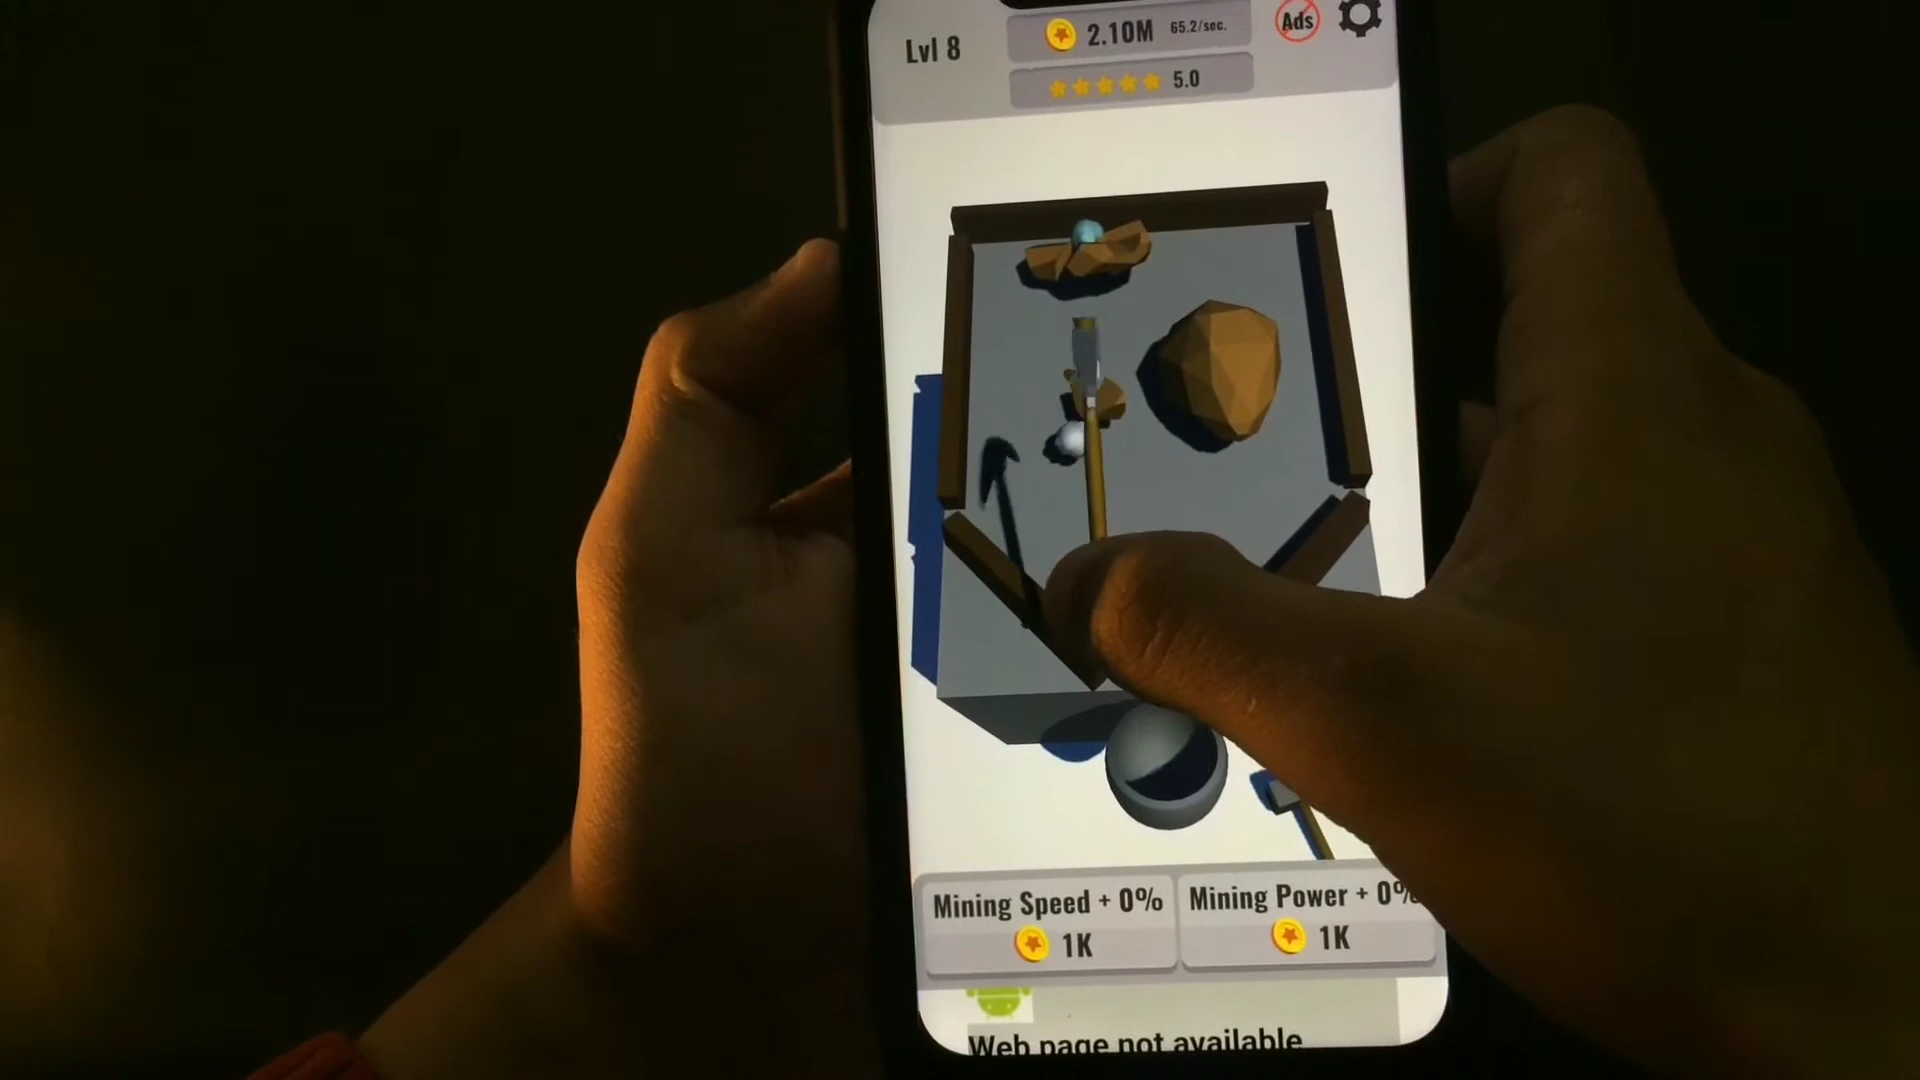 Lvl 8
2.10M 65.2/sec.
Ads
5.0
Mining Speed + 0%
1K
Mining Power + 0%
1K
Web page not available